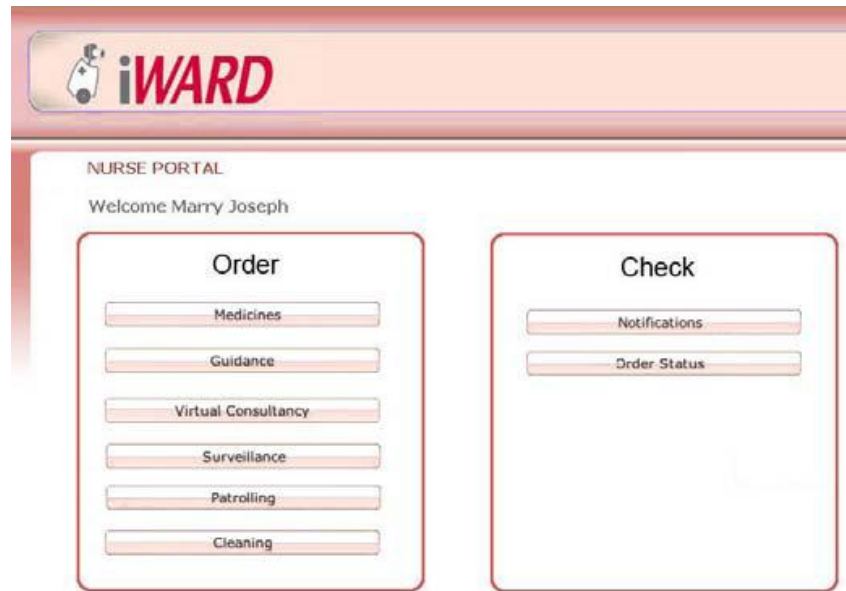 iWARD
NURSE PORTAL
Welcome Marry Joseph
Order
Medicines
Guidance
Virtual Consultancy
Surveillance
Patrolling
Cleaning
Check
Notifications
Order Status